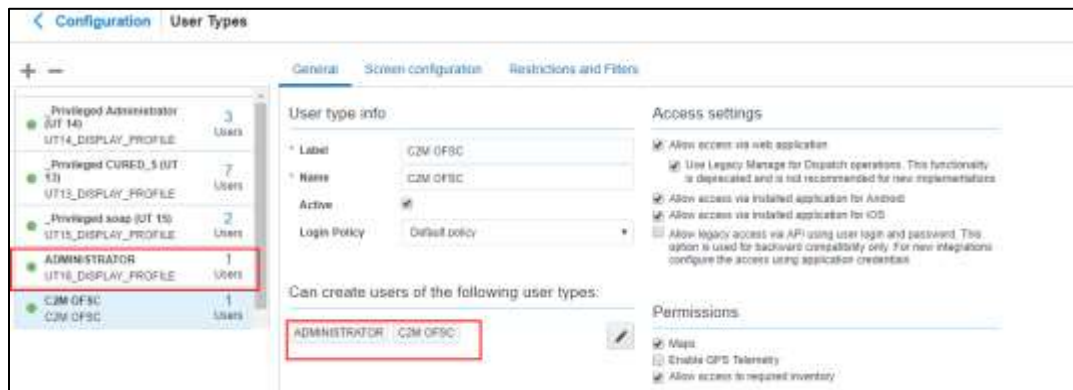 Configuration User Types
General Screen configuration Restrictions and Filters
_Privileged Administrator
(UT 14)
UT14_DISPLAY_PROFILE
3
Users
_Privileged CURED_S (UT
13)
UT13_DISPLAY_PROFILE
7
Users
_Privileged soap (UT 15)
UT15_DISPLAY_PROFILE
2
Users
ADMINISTRATOR
UT16_DISPLAY_PROFILE
1
Users
C2M OFSC
C2M OFSC
1
Users
User type info
* Label C2M OFSC
* Name C2M OFSC
Active
Login Policy Default policy
Can create users of the following user types:
ADMINISTRATOR C2M OFSC
Access settings
Allow access via web application
Use Legacy Manage for Dispatch operations. This functionality
is deprecated and is not recommended for new implementations
Allow access via installed application for Android
Allow access via installed application for iOS
Allow legacy access via API using user login and password. This
option is used for backward compatibility only. For new integrations
configure the access using application credentials
Permissions
Maps
Enable GPS Telemetry
Allow access to required inventory